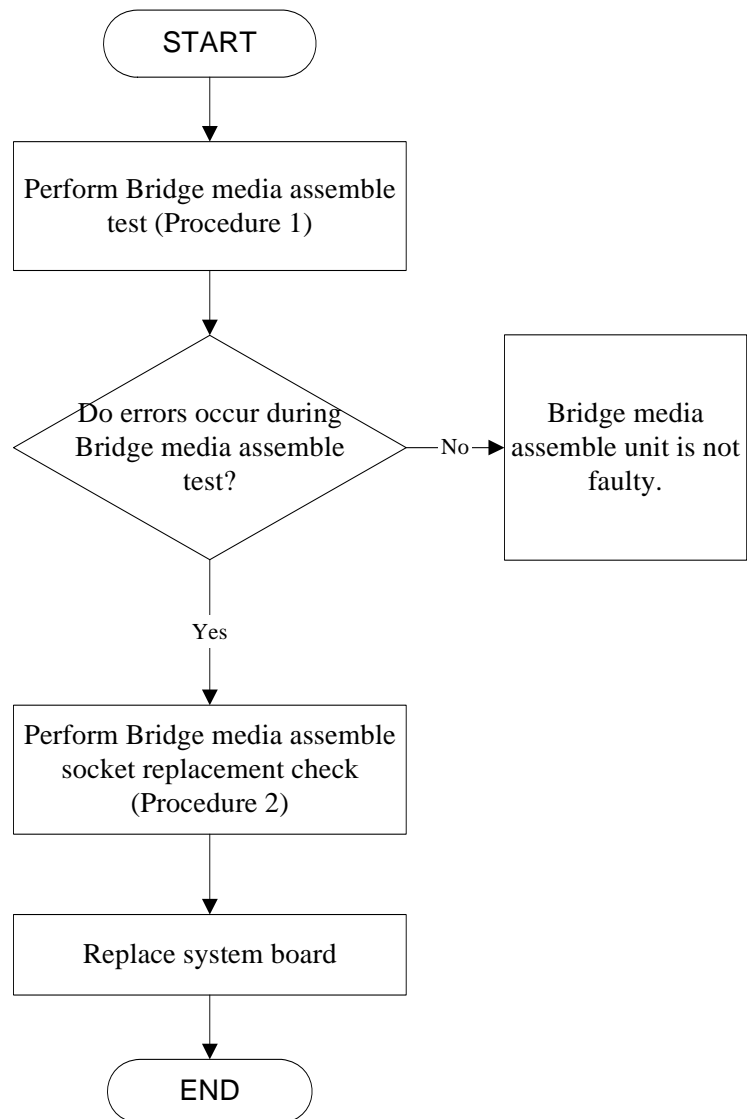 START
Perform Bridge media assemble
test (Procedure 1)
Do errors occur during
Bridge media assemble
test?
No
Bridge media
assemble unit is not
faulty.
Yes
Perform Bridge media assemble
socket replacement check
(Procedure 2)
Replace system board
END